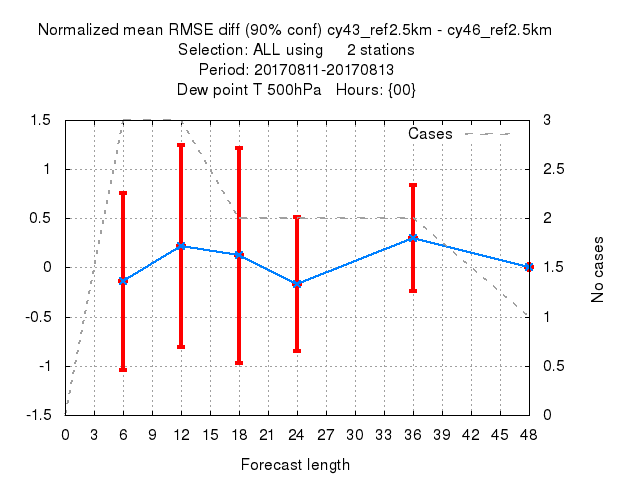 Normalized mean RMSE diff (90% conf) cy43_ref2.5km - cy46_ref2.5km
Selection: ALL using 2 stations
Period: 20170811-20170813
Dew point T 500hPa Hours: {00}
Cases
1.5
1
0.5
0
-0.5
-1
-1.5
3
2.5
2
1.5
1
0.5
0
No cases
0 3 6 9 12 15 18 21 24 27 30 33 36 39 42 45 48
Forecast length